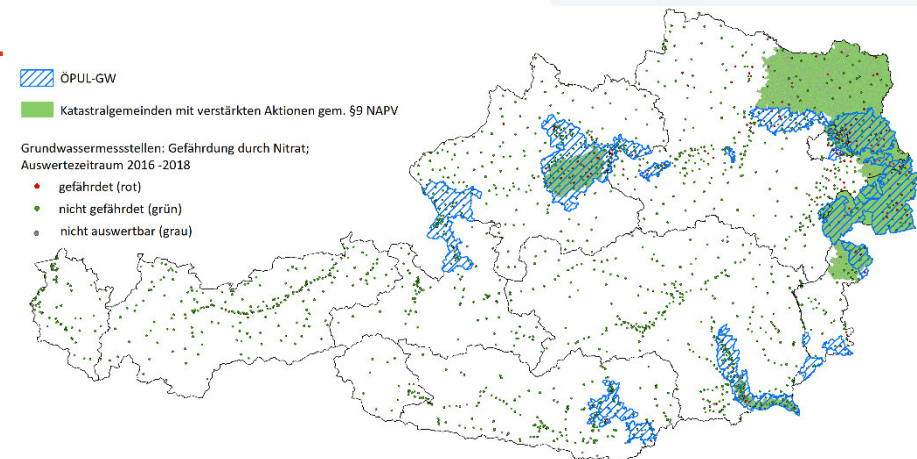 ÖPUL-GW
Katastralgemeinden mit verstärkten Aktionen gem. §9 NAPV
Grundwassermessstellen: Gefährdung durch Nitrat;
Auswertezeitraum 2016 -2018
gefährdet (rot)
nicht gefährdet (grün)
nicht auswertbar (grau)